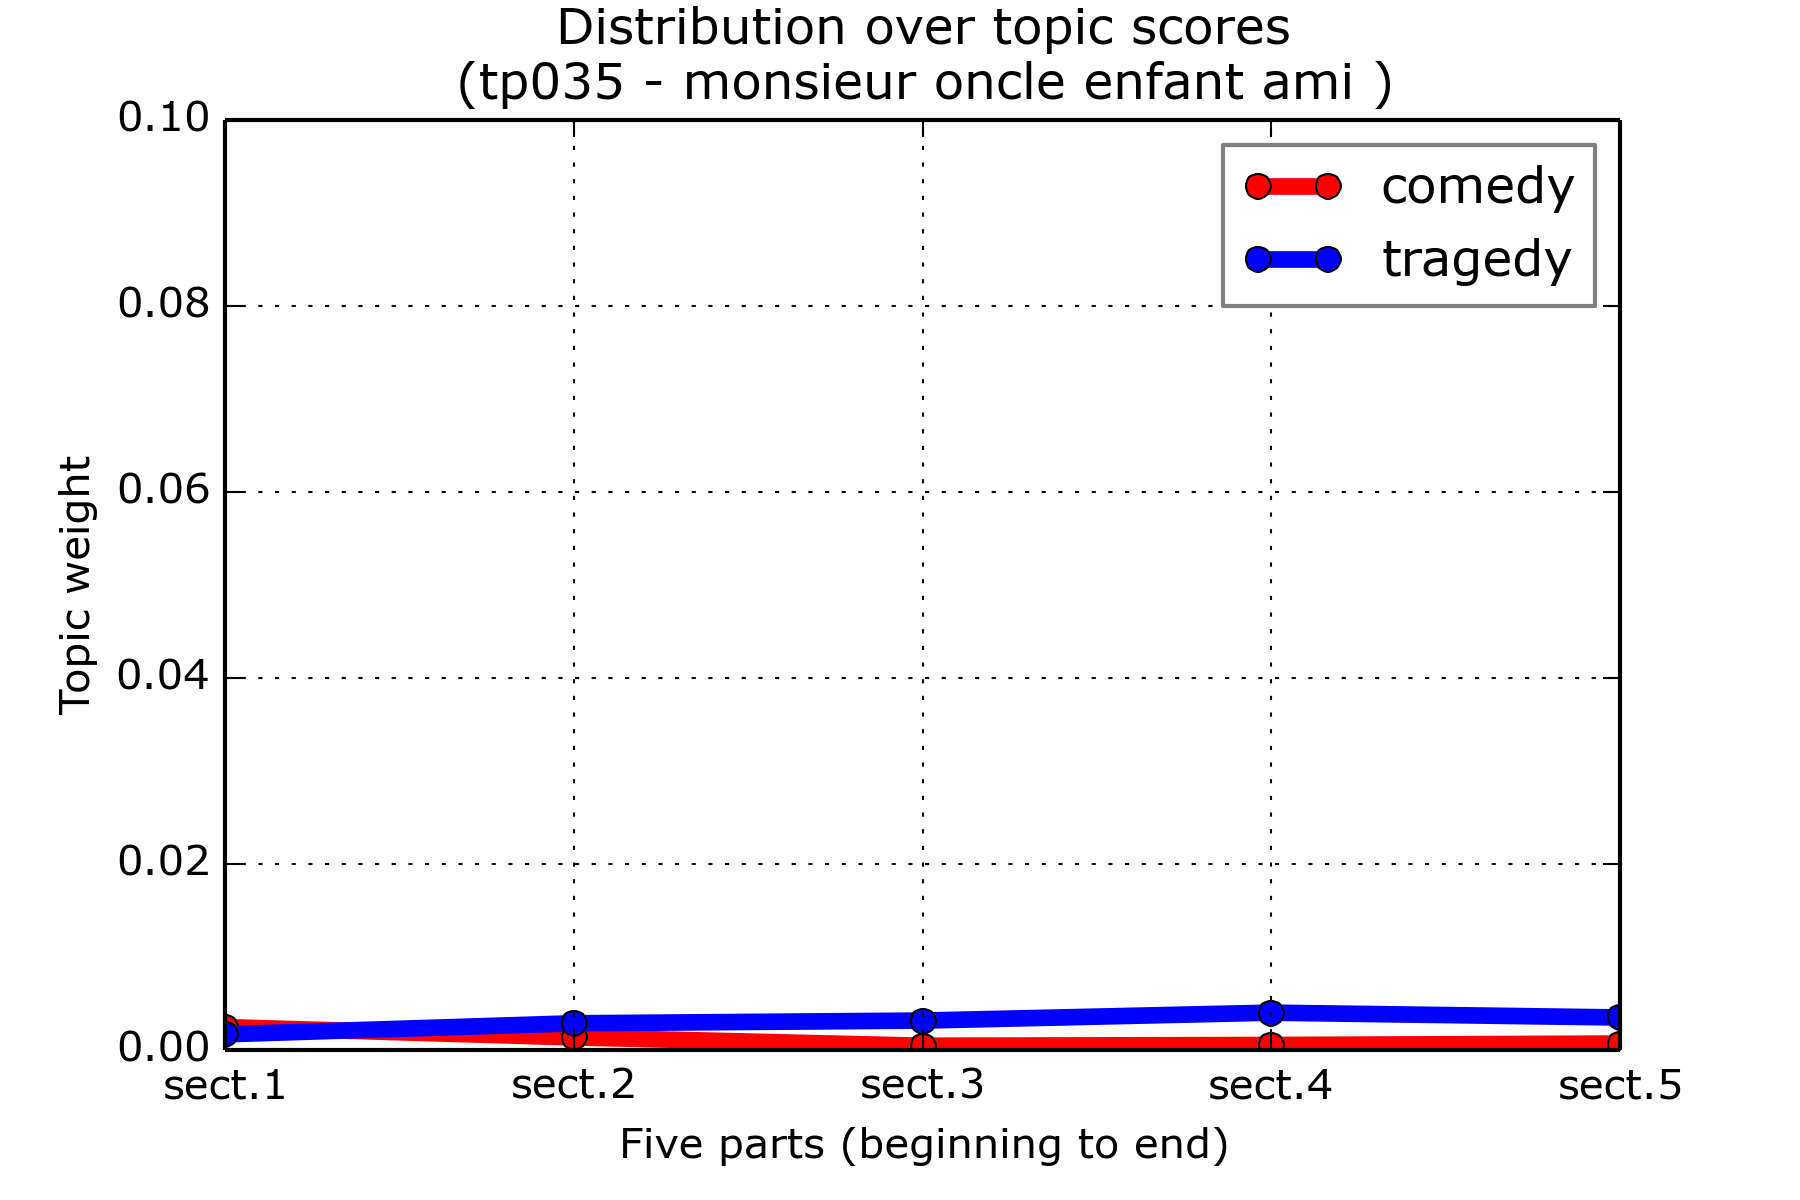 Distribution over topic scores
(tp035 - monsieur oncle enfant ami )
0.10
0.08
0.06
0.04
0.02
0.00
Topic weight
comedy
tragedy
sect.1 sect.2 sect.3 sect.4 sect.5
Five parts (beginning to end)